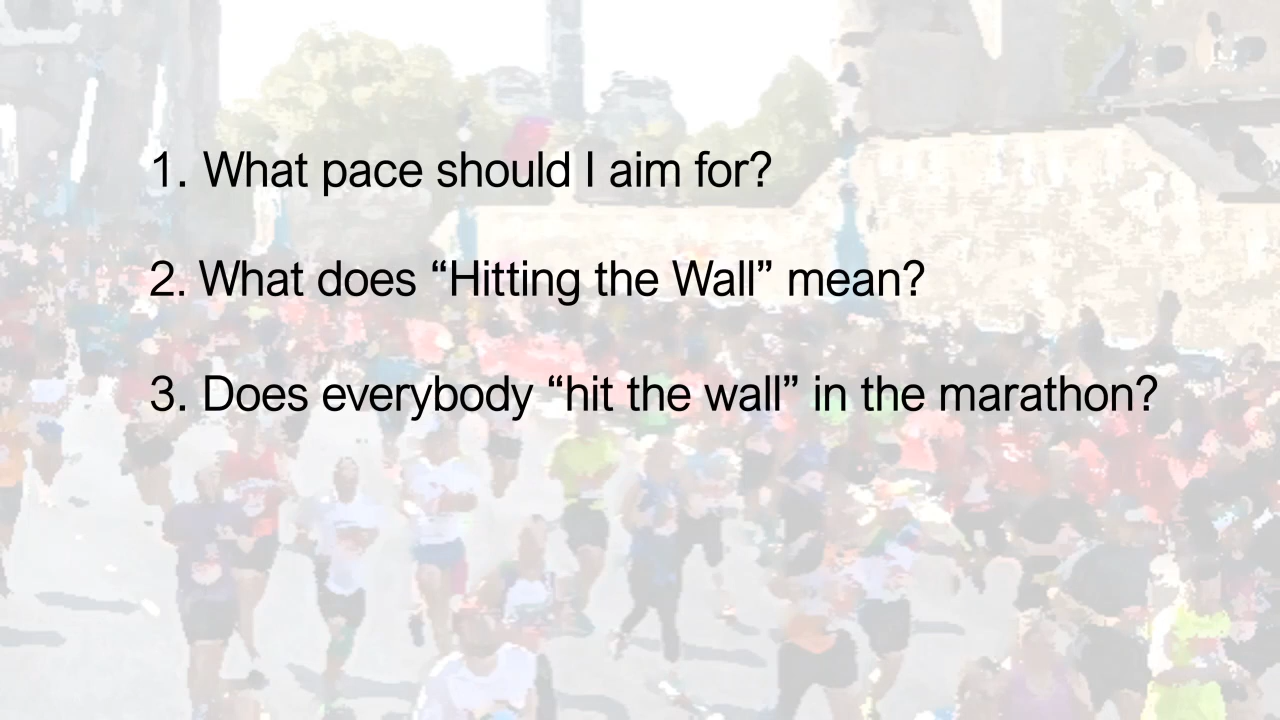 1. What pace should I aim for?
2. What does “Hitting the Wall” mean?
3. Does everybody “hit the wall” in the marathon?